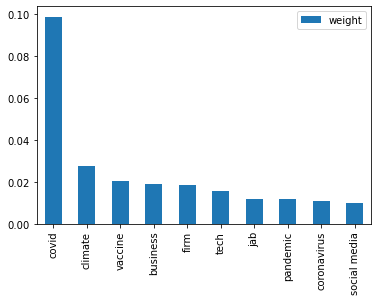 weight
0.10
0.08
0.06
0.04
0.02
0.00
covid
climate
vaccine
business
firm
tech
jab
pandemic
coronavirus
social media